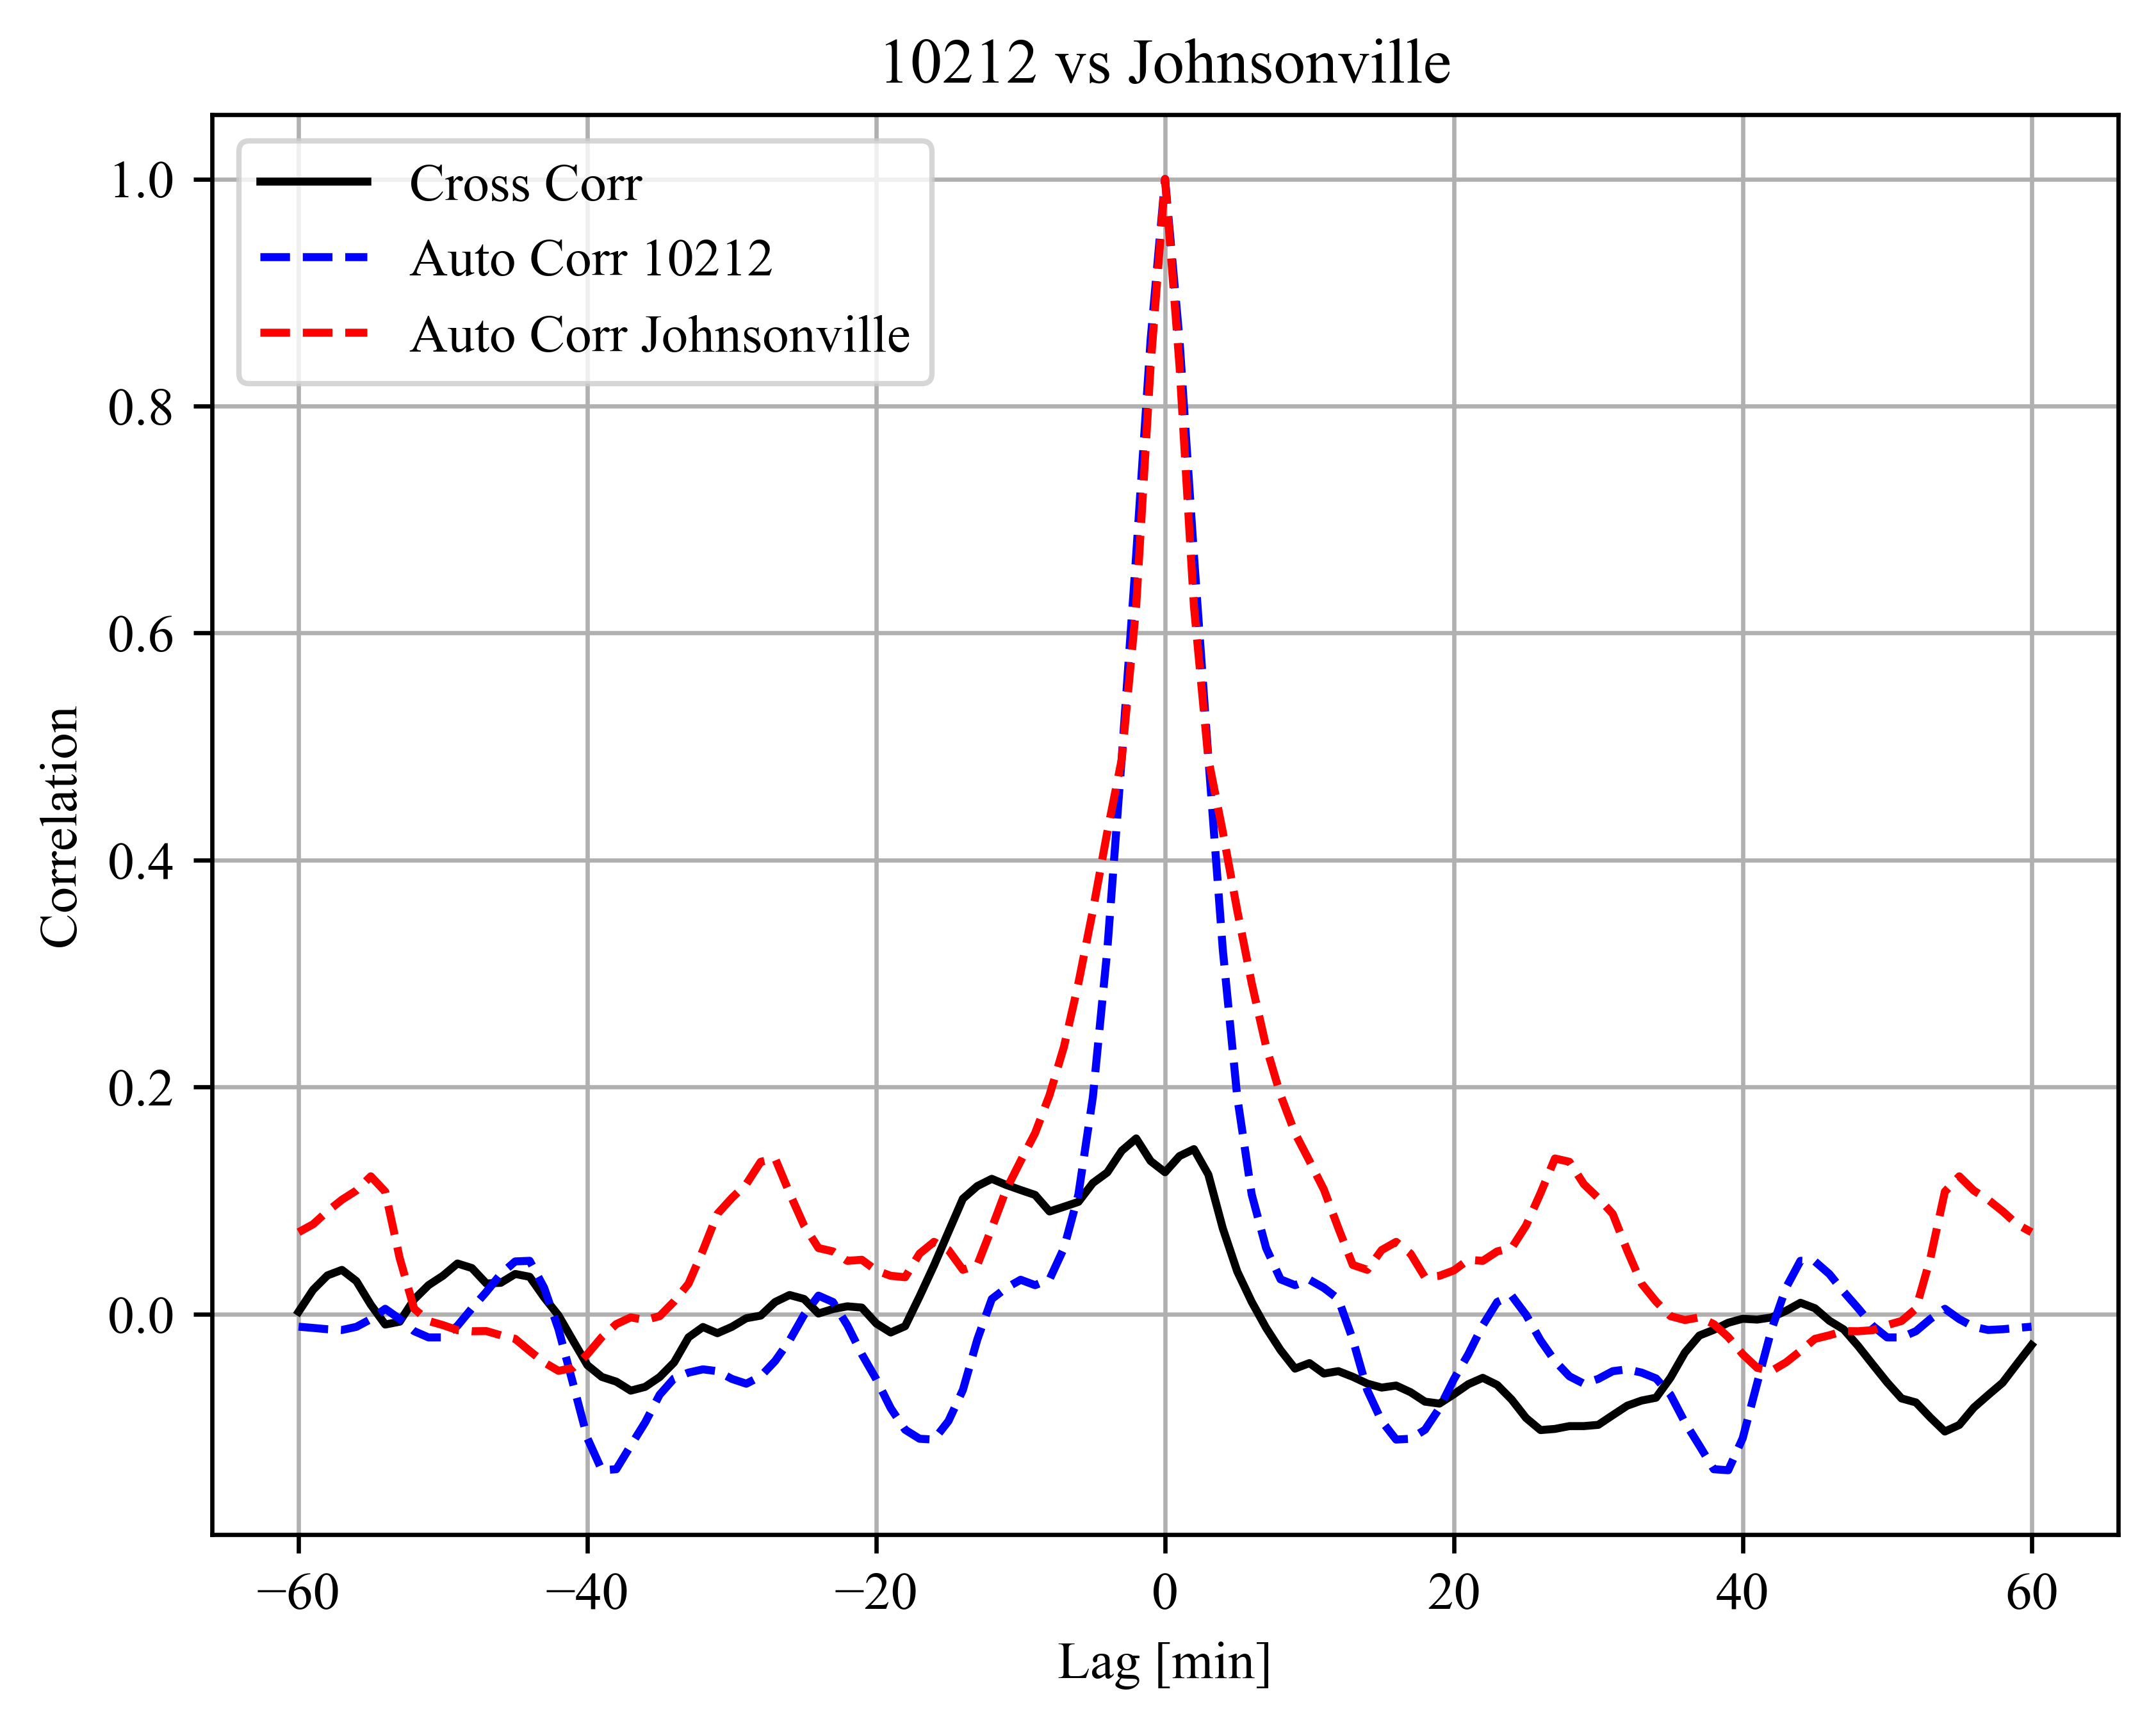 10212 vs Johnsonville
Cross Corr
Auto Corr 10212
Auto Corr Johnsonville
1.0
0.8
0.6
0.4
0.2
0.0
Correlation
−60
−40
−20
0
20
40
60
Lag [min]